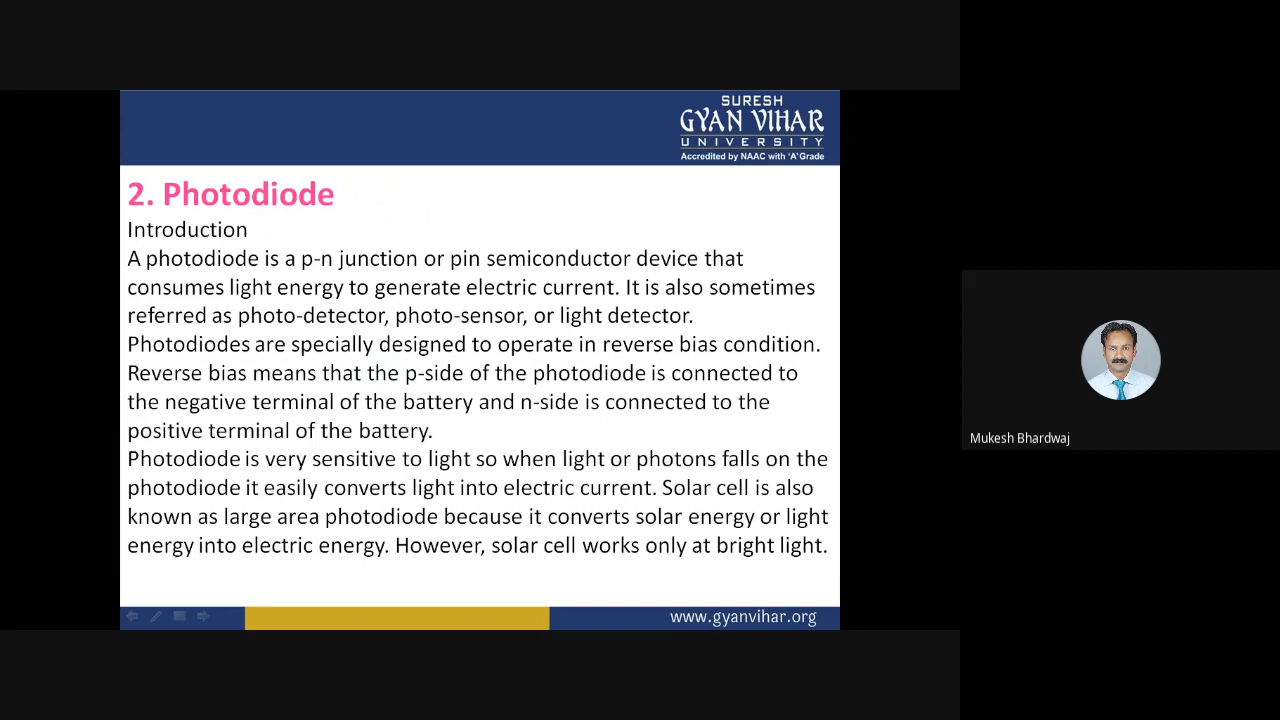 SURESH
GYAN VIHAR
UNIVERSITY
Accredited by NAAC with 'A' Grade
2. Photodiode
Introduction
A photodiode is a p-n junction or pin semiconductor device that
consumes light energy to generate electric current. It is also sometimes
referred as photo-detector, photo-sensor, or light detector.
Photodiodes are specially designed to operate in reverse bias condition.
Reverse bias means that the p-side of the photodiode is connected to
the negative terminal of the battery and n-side is connected to the
positive terminal of the battery.
Photodiode is very sensitive to light so when light or photons falls on the
photodiode it easily converts light into electric current. Solar cell is also
known as large area photodiode because it converts solar energy or light
energy into electric energy. However, solar cell works only at bright light.
www.gyanvihar.org
Mukesh Bhardwaj